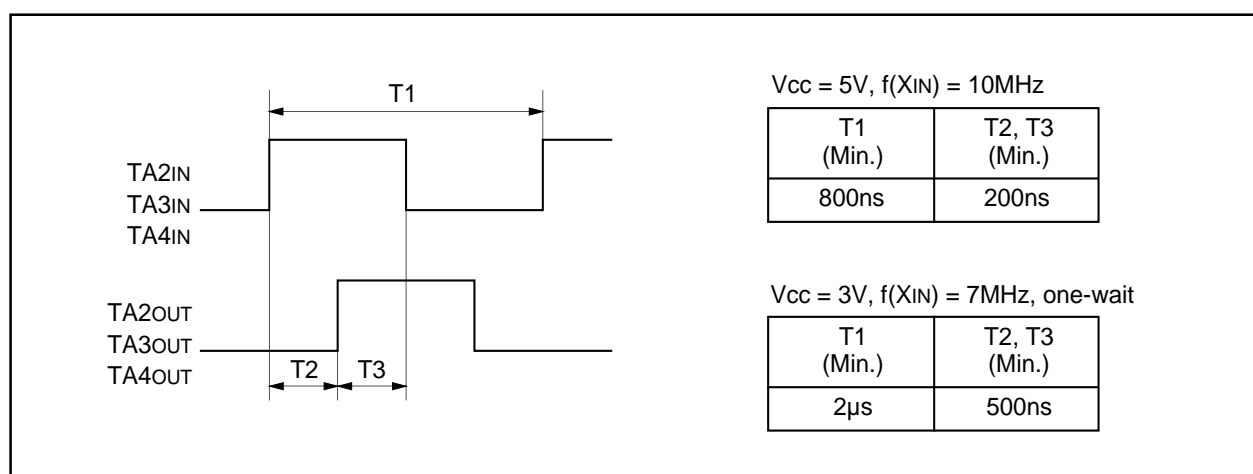 T1
TA2IN
TA3IN
TA4IN
TA2OUT
TA3OUT
TA4OUT
T2 T3
Vcc = 5V, f(XIN) = 10MHz
T1 (Min.) T2, T3 (Min.)
800ns 200ns
Vcc = 3V, f(XIN) = 7MHz, one-wait
T1 (Min.) T2, T3 (Min.)
2µs 500ns